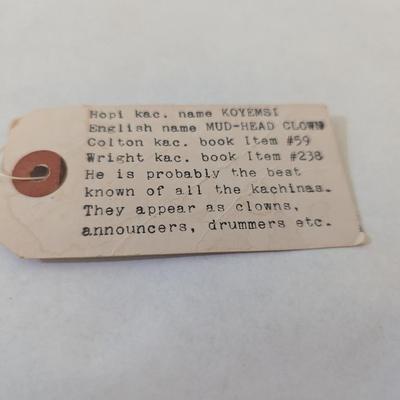 Hopi kac. name KOYEMSI
English name MUD-HEAD CLOWN
Colton kac. book Item #59
Wright kac. book Item #238
He is probably the best
known of all the kachinas.
They appear as clowns,
announcers, drummers etc.